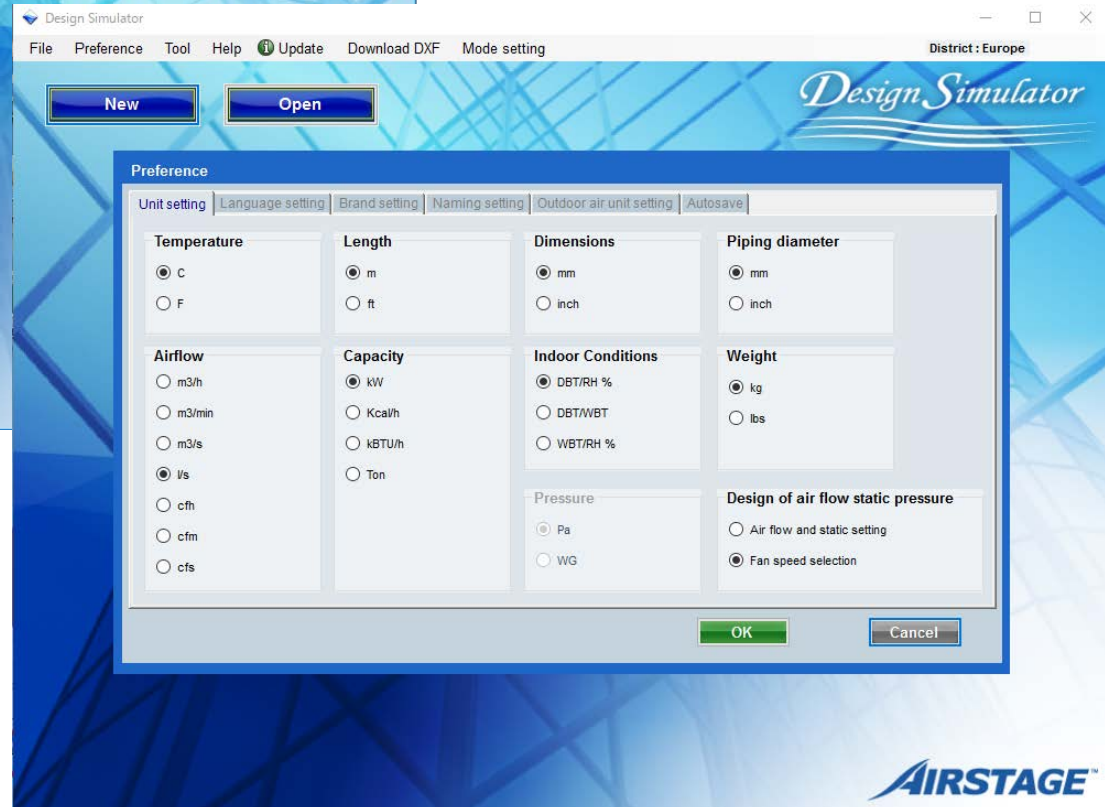 Design Simulator
File Preference Tool Help Update Download DXF Mode setting District : Europe
New Open Design Simulator
Preference
Unit setting Language setting Brand setting Naming setting Outdoor air unit setting Autosave
Temperature
C
F
Length
m
ft
Dimensions
mm
inch
Piping diameter
mm
inch
Airflow
m3/h
m3/min
m3/s
l/s
cfh
cfm
cfs
Capacity
kW
Kcal/h
kBTU/h
Ton
Indoor Conditions
DBT/RH %
DBT/WBT
WBT/RH %
Weight
kg
lbs
Pressure
Pa
WG
Design of air flow static pressure
Air flow and static setting
Fan speed selection
OK Cancel
AIRSTAGE™